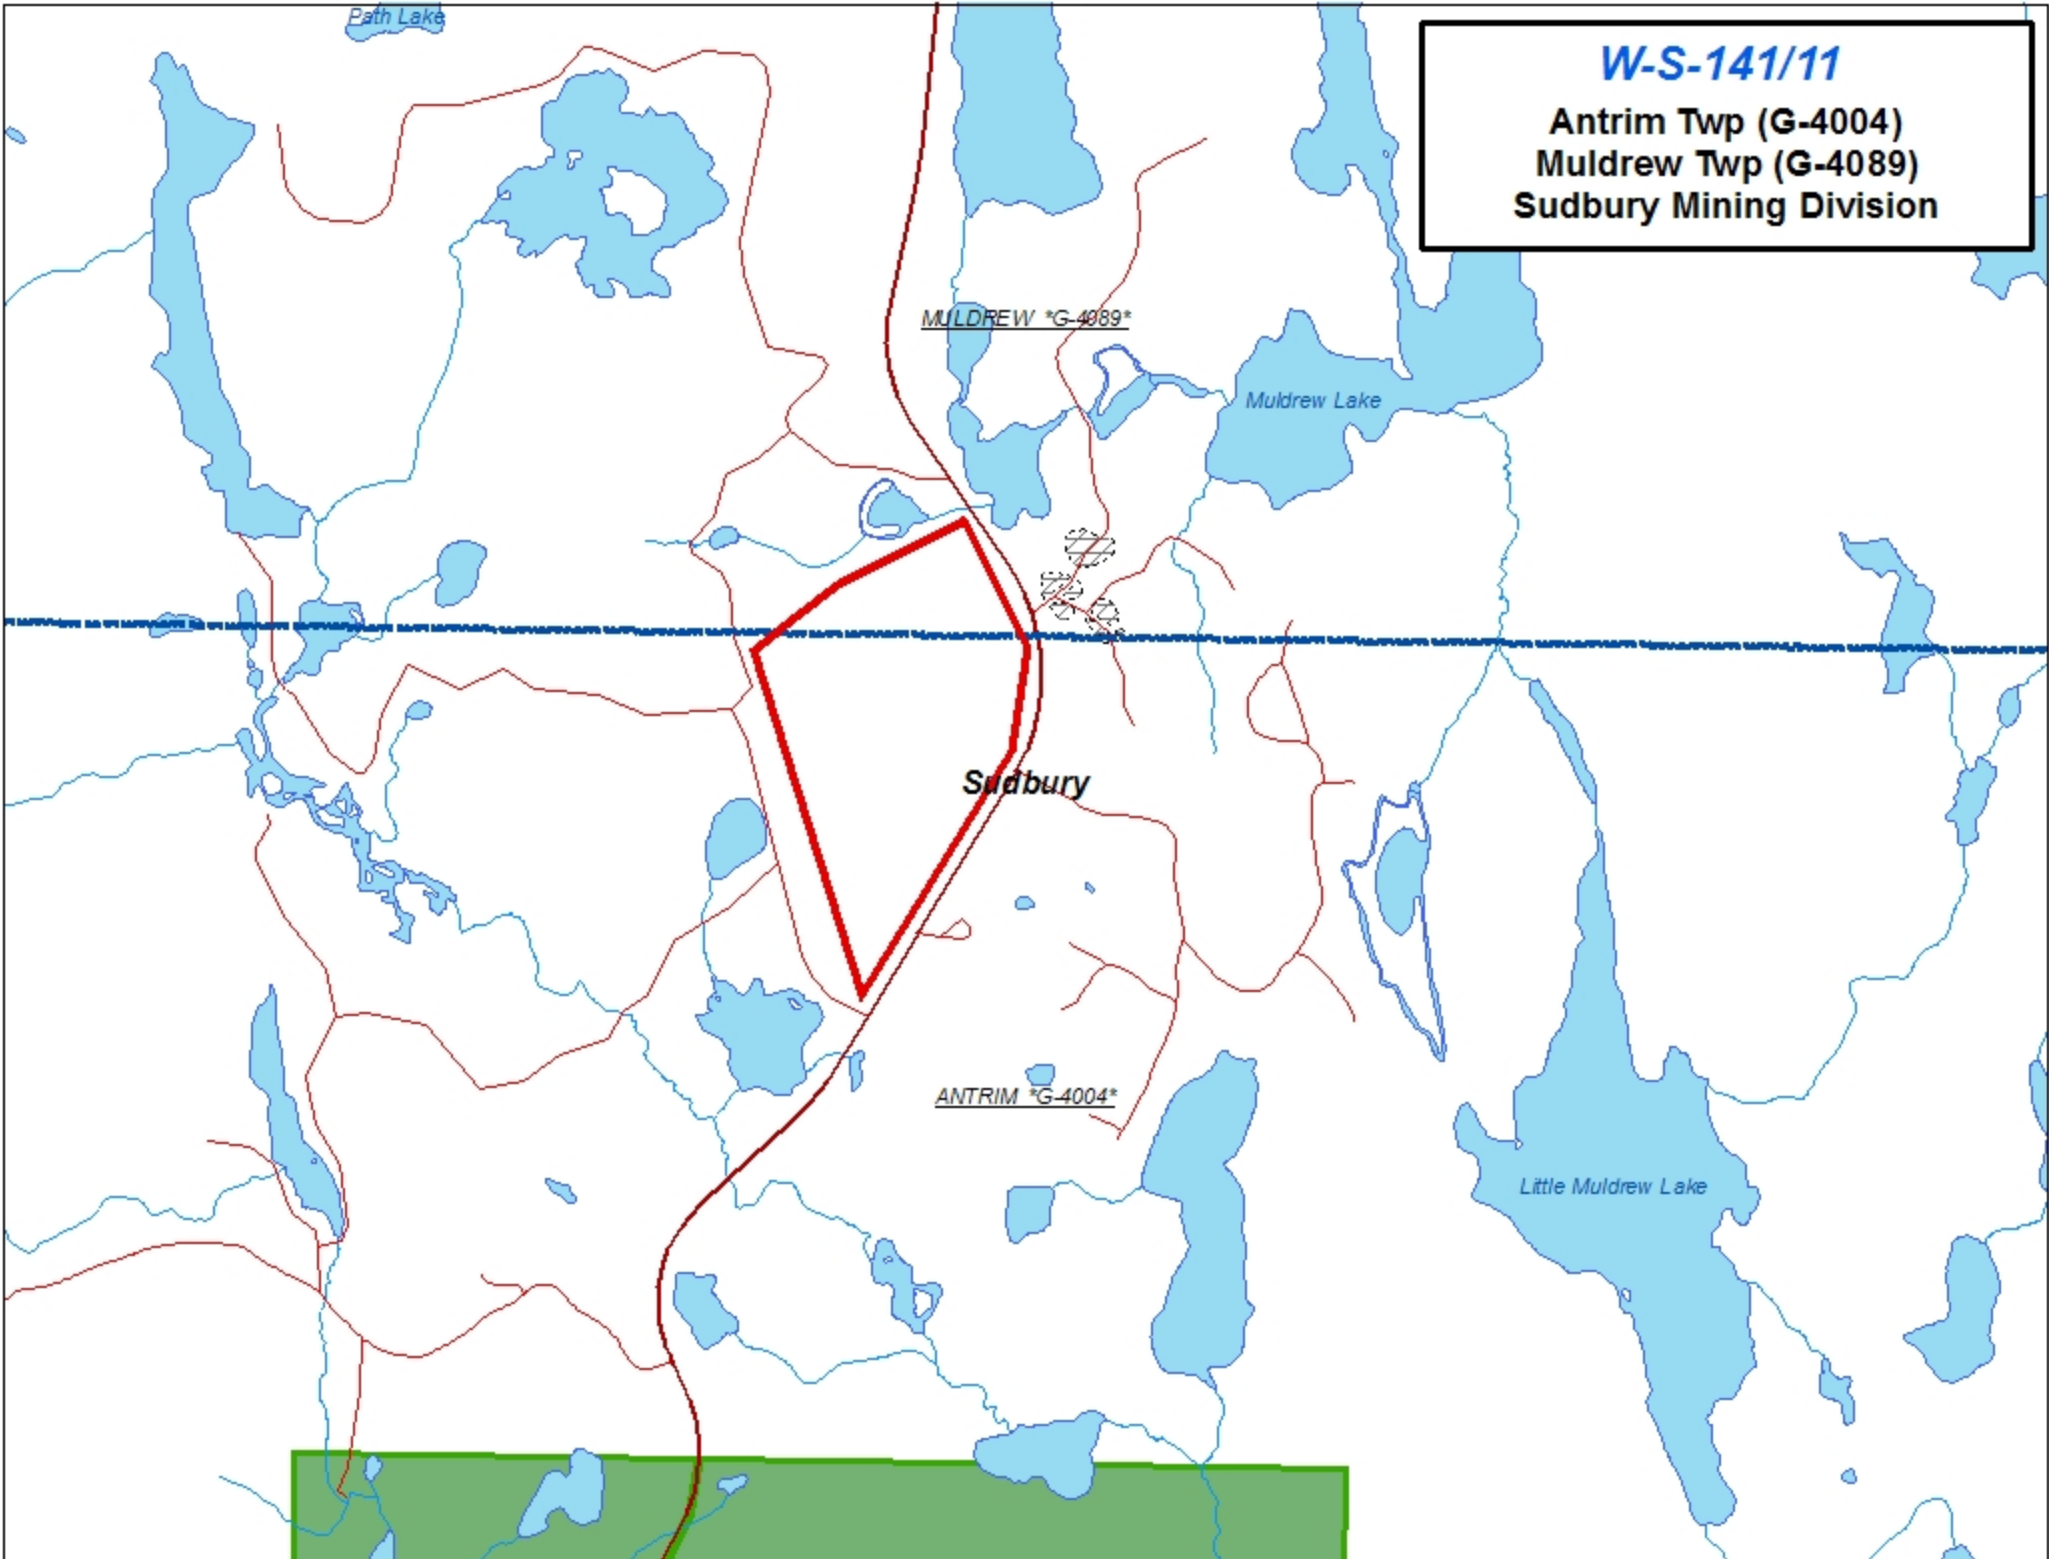 Path Lake
W-S-141/11
Antrim Twp (G-4004)
Muldrew Twp (G-4089)
Sudbury Mining Division
MULDREW *G-4089*
Muldrew Lake
Sudbury
ANTRIM *G-4004*
Little Muldrew Lake